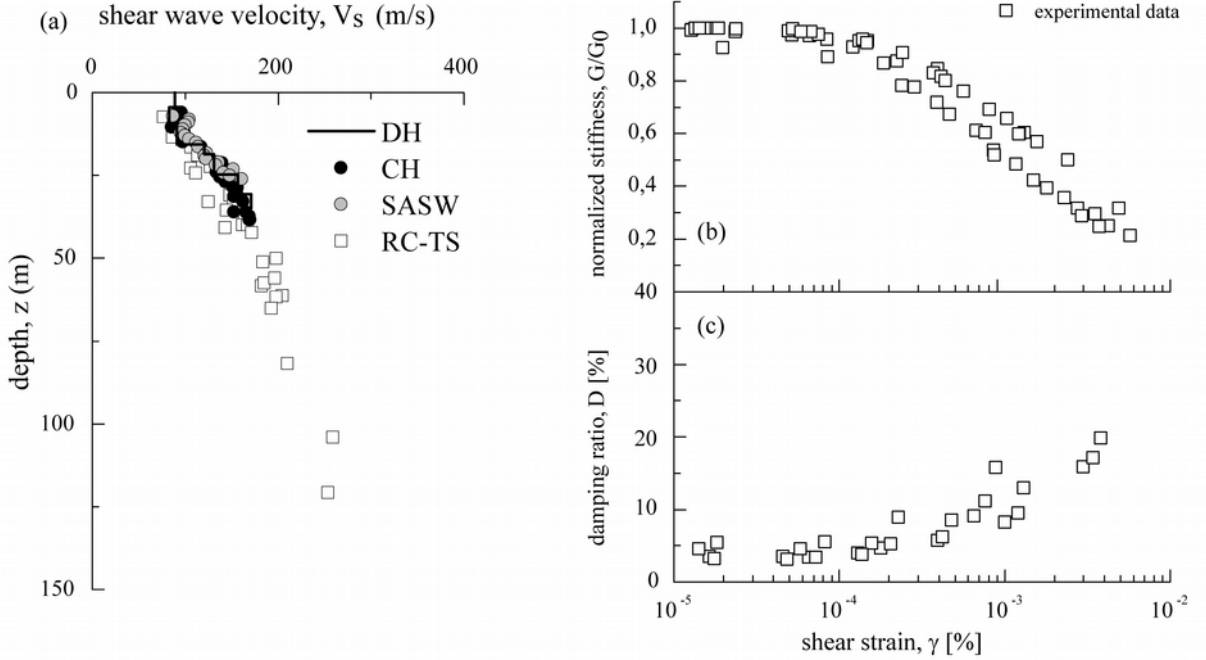 (a) shear wave velocity, VS (m/s)
0 200 400
0
50
100
150
depth, z (m)
DH
CH
SASW
RC-TS
experimental data
normalized stiffness, G/G0
1,0
1,0
0,8
0,6
0,4
0,2
(b)
40
(c)
30
20
10
0
damping ratio, D [%]
10-5 10-4 10-3 10-2
shear strain, γ [%]